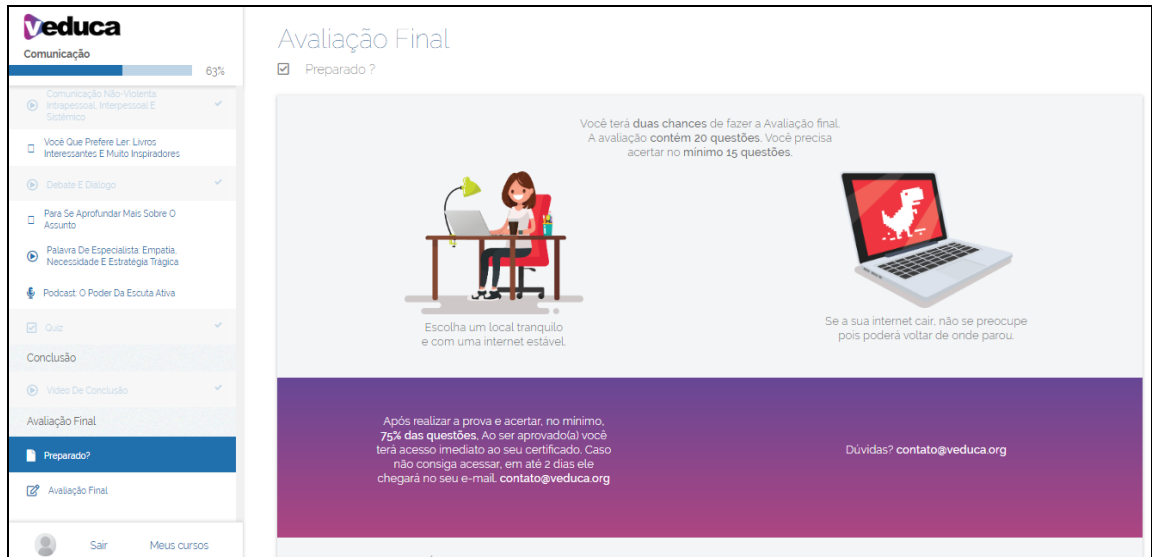 veduca
Comunicação
63%
Comunicação Não-Violenta:
Intrapessoal, Interpessoal E
Sistêmico
Você Que Prefere Ler: Livros
Interessantes E Muito Inspiradores
Debate E Diálogo
Para Se Aprofundar Mais Sobre O
Assunto
Palavra De Especialista: Empatia,
Necessidade E Estratégia Trágica
Podcast: O Poder Da Escuta Ativa
Quiz
Conclusão
Vídeo De Conclusão
Avaliação Final
Preparado?
Avaliação Final
Sair
Meus cursos
Avaliação Final
Preparado ?
Você terá duas chances de fazer a Avaliação final.
A avaliação contém 20 questões. Você precisa
acertar no mínimo 15 questões.
Escolha um local tranquilo
e com uma internet estável.
Se a sua internet cair, não se preocupe
pois poderá voltar de onde parou.
Após realizar a prova e acertar, no mínimo,
75% das questões, Ao ser aprovado(a) você
terá acesso imediato ao seu certificado. Caso
não consiga acessar, em até 2 dias ele
chegará no seu e-mail. contato@veduca.org
Dúvidas? contato@veduca.org